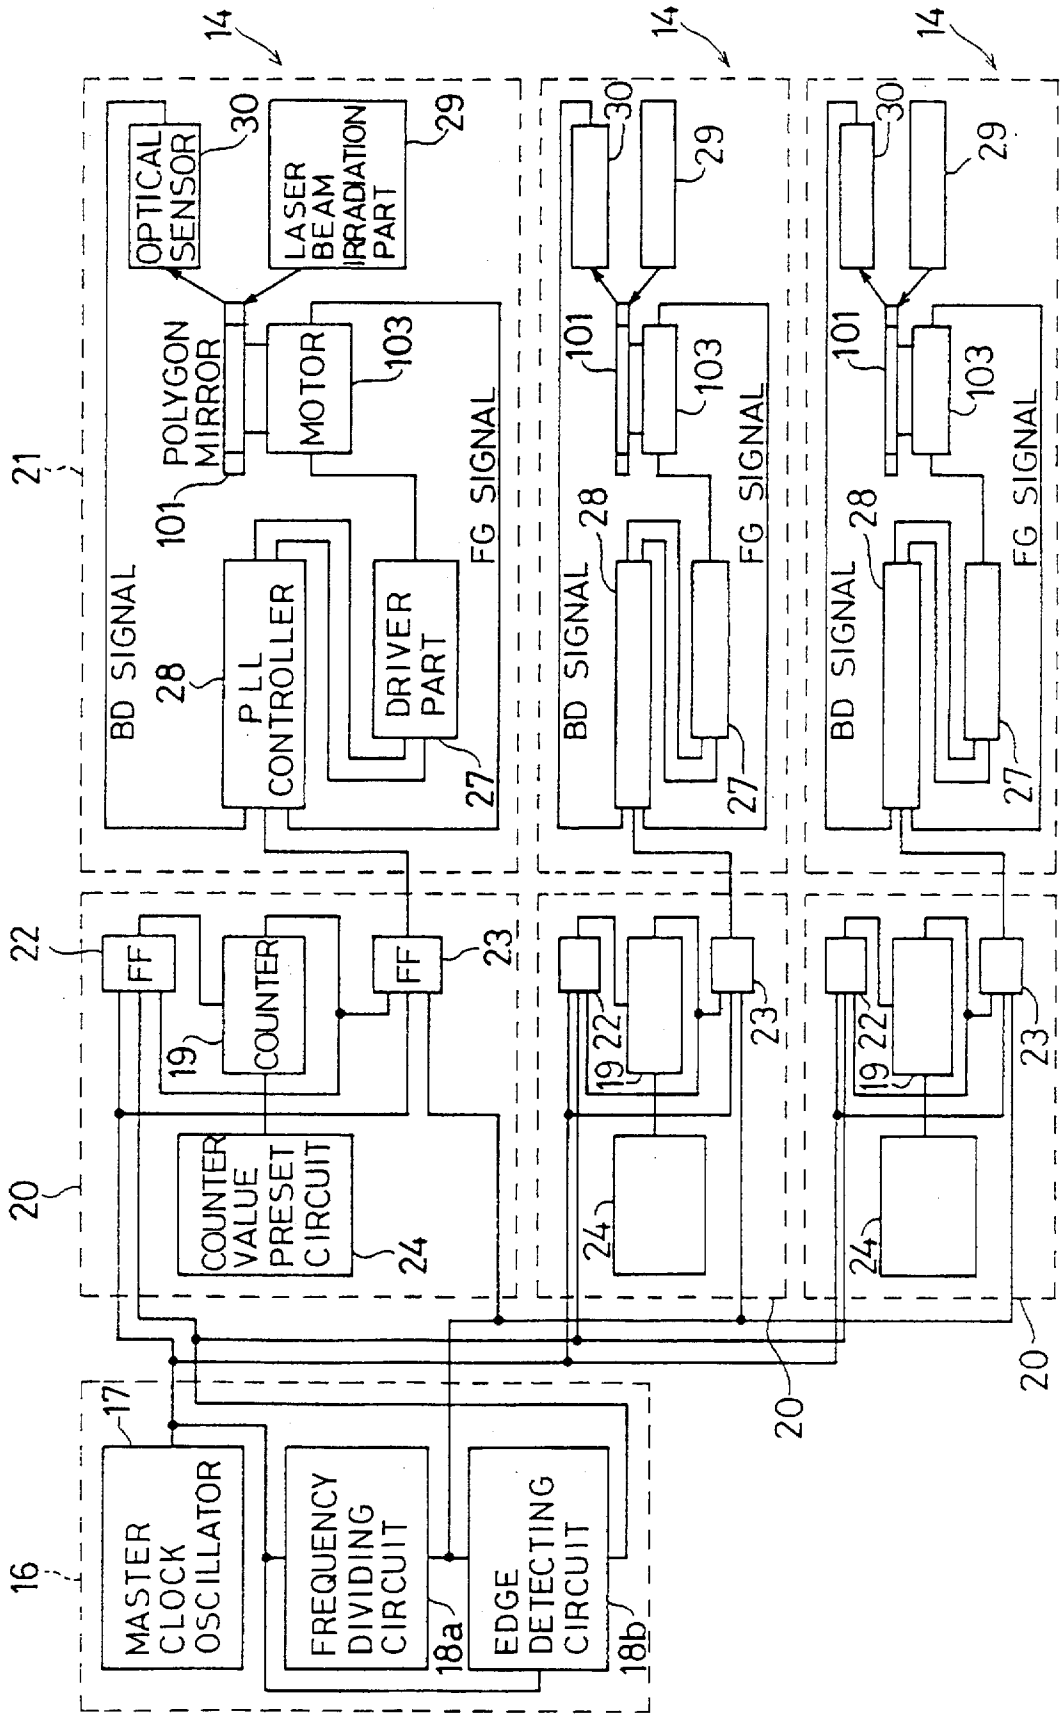 16
MASTER
CLOCK
OSCILLATOR
17
FREQUENCY
DIVIDING
CIRCUIT
18a
EDGE
DETECTING
CIRCUIT
18b
20
COUNTER
VALUE
PRESET
CIRCUIT
24
22
FF
19
COUNTER
FF
23
21
BD SIGNAL
28
PLL
CONTROLLER
DRIVER
PART
27
POLYGON
MIRROR
101
MOTOR
103
FG SIGNAL
OPTICAL
SENSOR
30
LASER
BEAM
IRRADIATION
PART
29
14
20
24
22
19
23
BD SIGNAL
28
27
101
103
FG SIGNAL
30
29
14
20
24
22
19
23
BD SIGNAL
28
27
101
103
FG SIGNAL
30
29
14